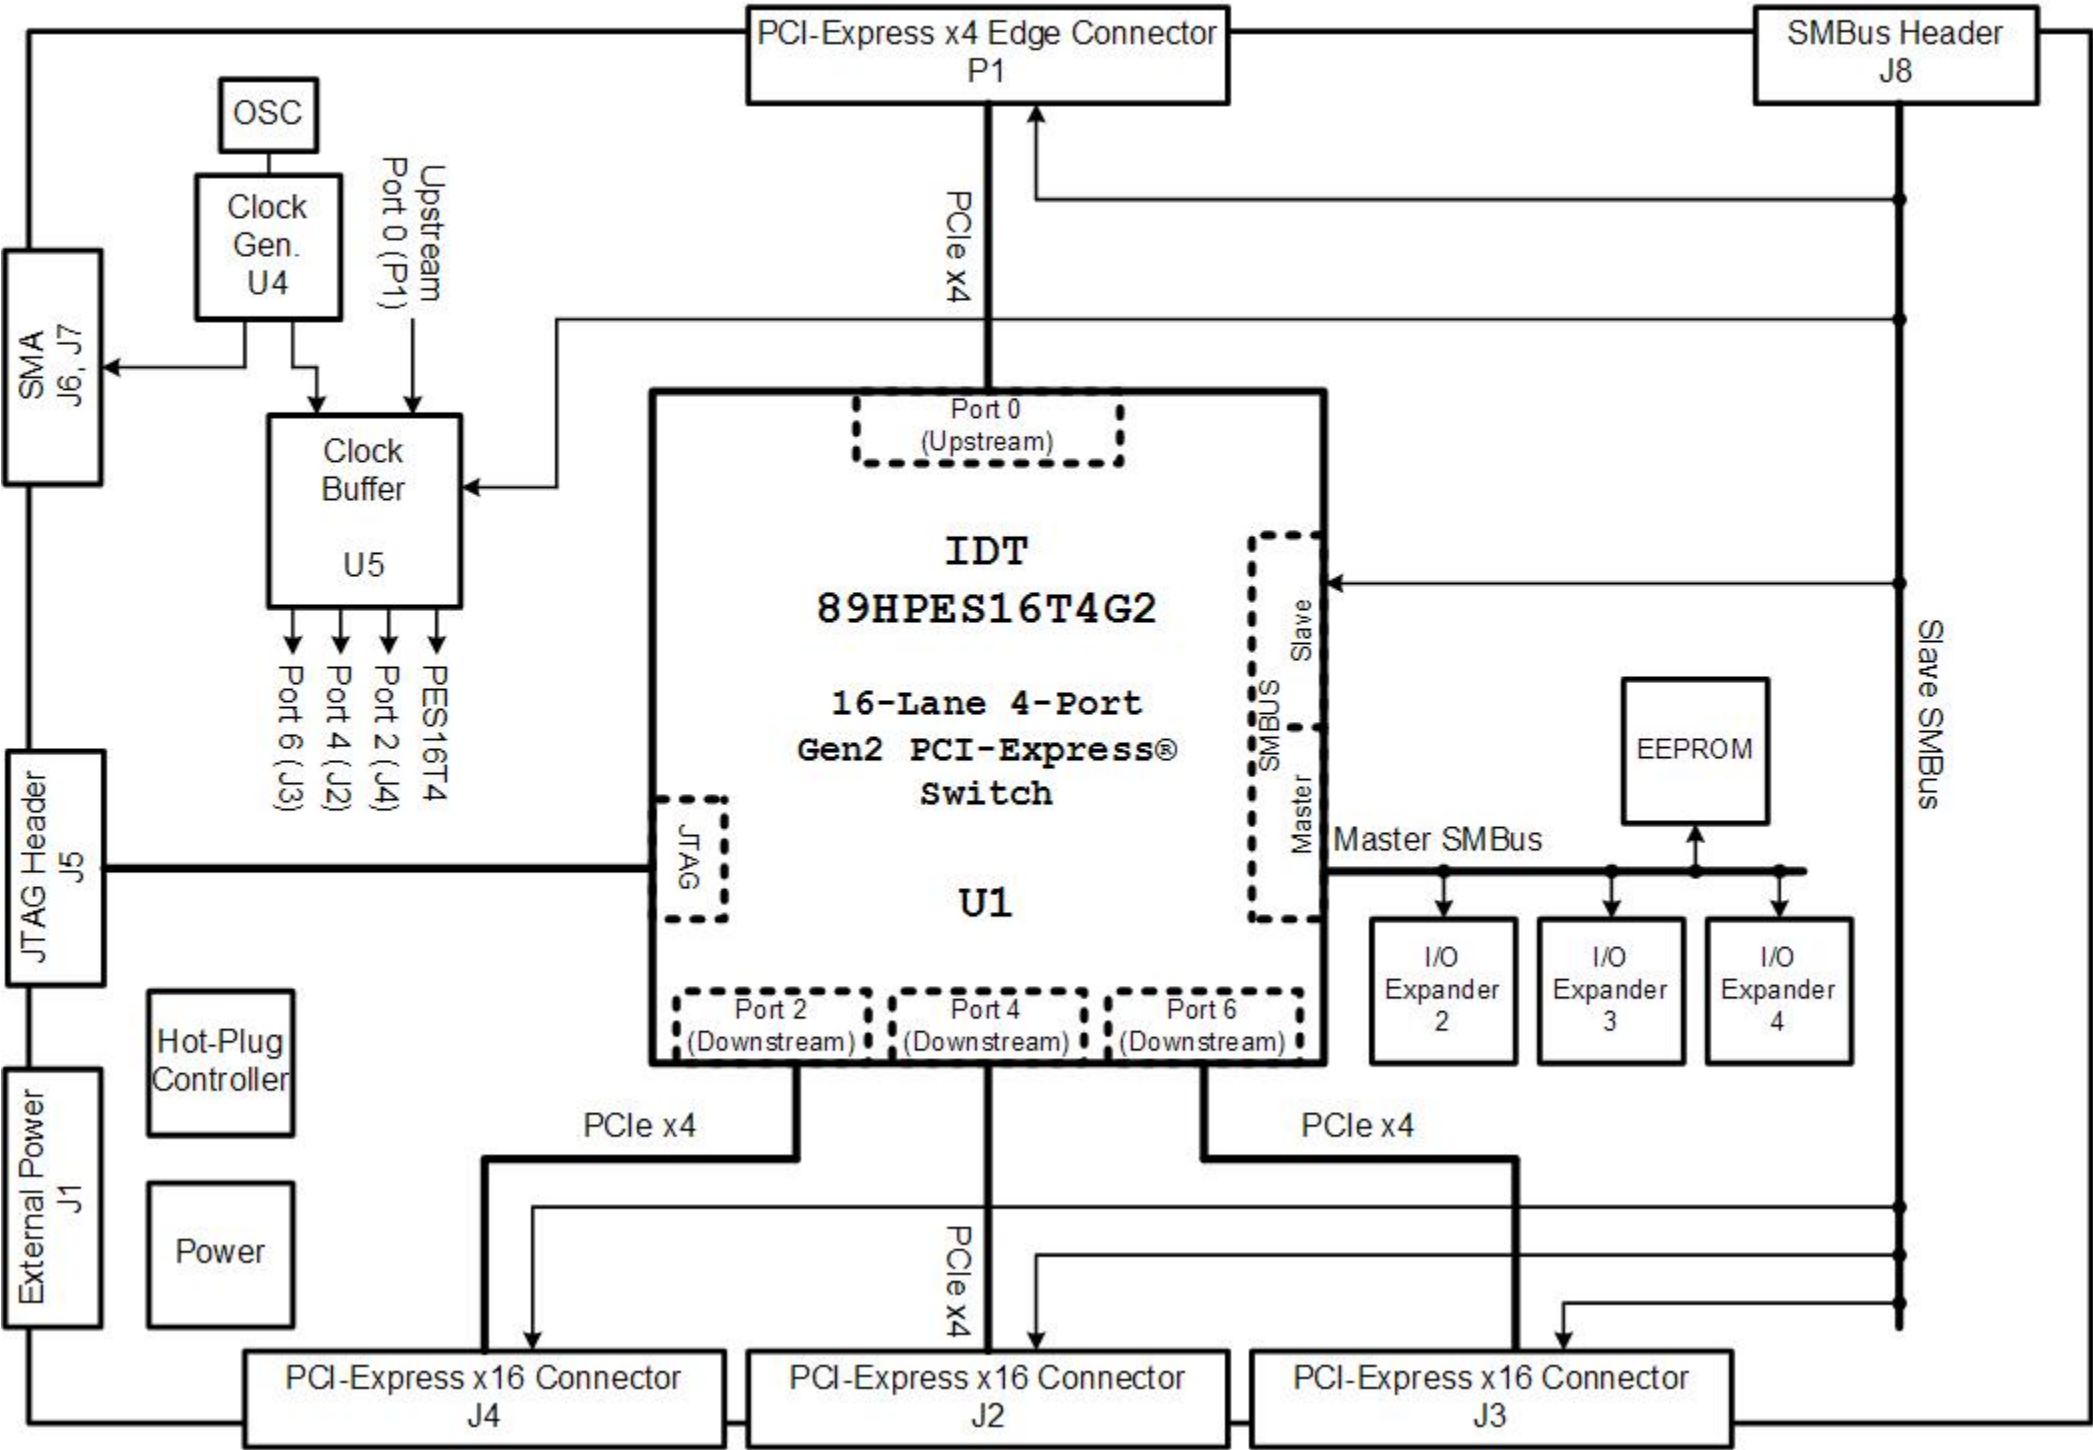 PCI-Express x4 Edge Connector
P1
SMBus Header
J8
OSC
Clock
Gen.
U4
Upstream
Port 0 (P1)
SMA
J6, J7
PCIe x4
Clock
Buffer
U5
Port 6 (J3)
Port 4 (J2)
Port 2 (J4)
PES16T4
Port 0
(Upstream)
IDT
89HPES16T4G2
16-Lane 4-Port
Gen2 PCI-Express®
Switch
U1
SMBUS
Slave
Master
Slave SMBus
EEPROM
Master SMBus
JTAG
JTAG Header
J5
I/O
Expander
2
I/O
Expander
3
I/O
Expander
4
Port 2
(Downstream)
Port 4
(Downstream)
Port 6
(Downstream)
Hot-Plug
Controller
External Power
J1
Power
PCIe x4
PCIe x4
PCIe x4
PCI-Express x16 Connector
J4
PCI-Express x16 Connector
J2
PCI-Express x16 Connector
J3